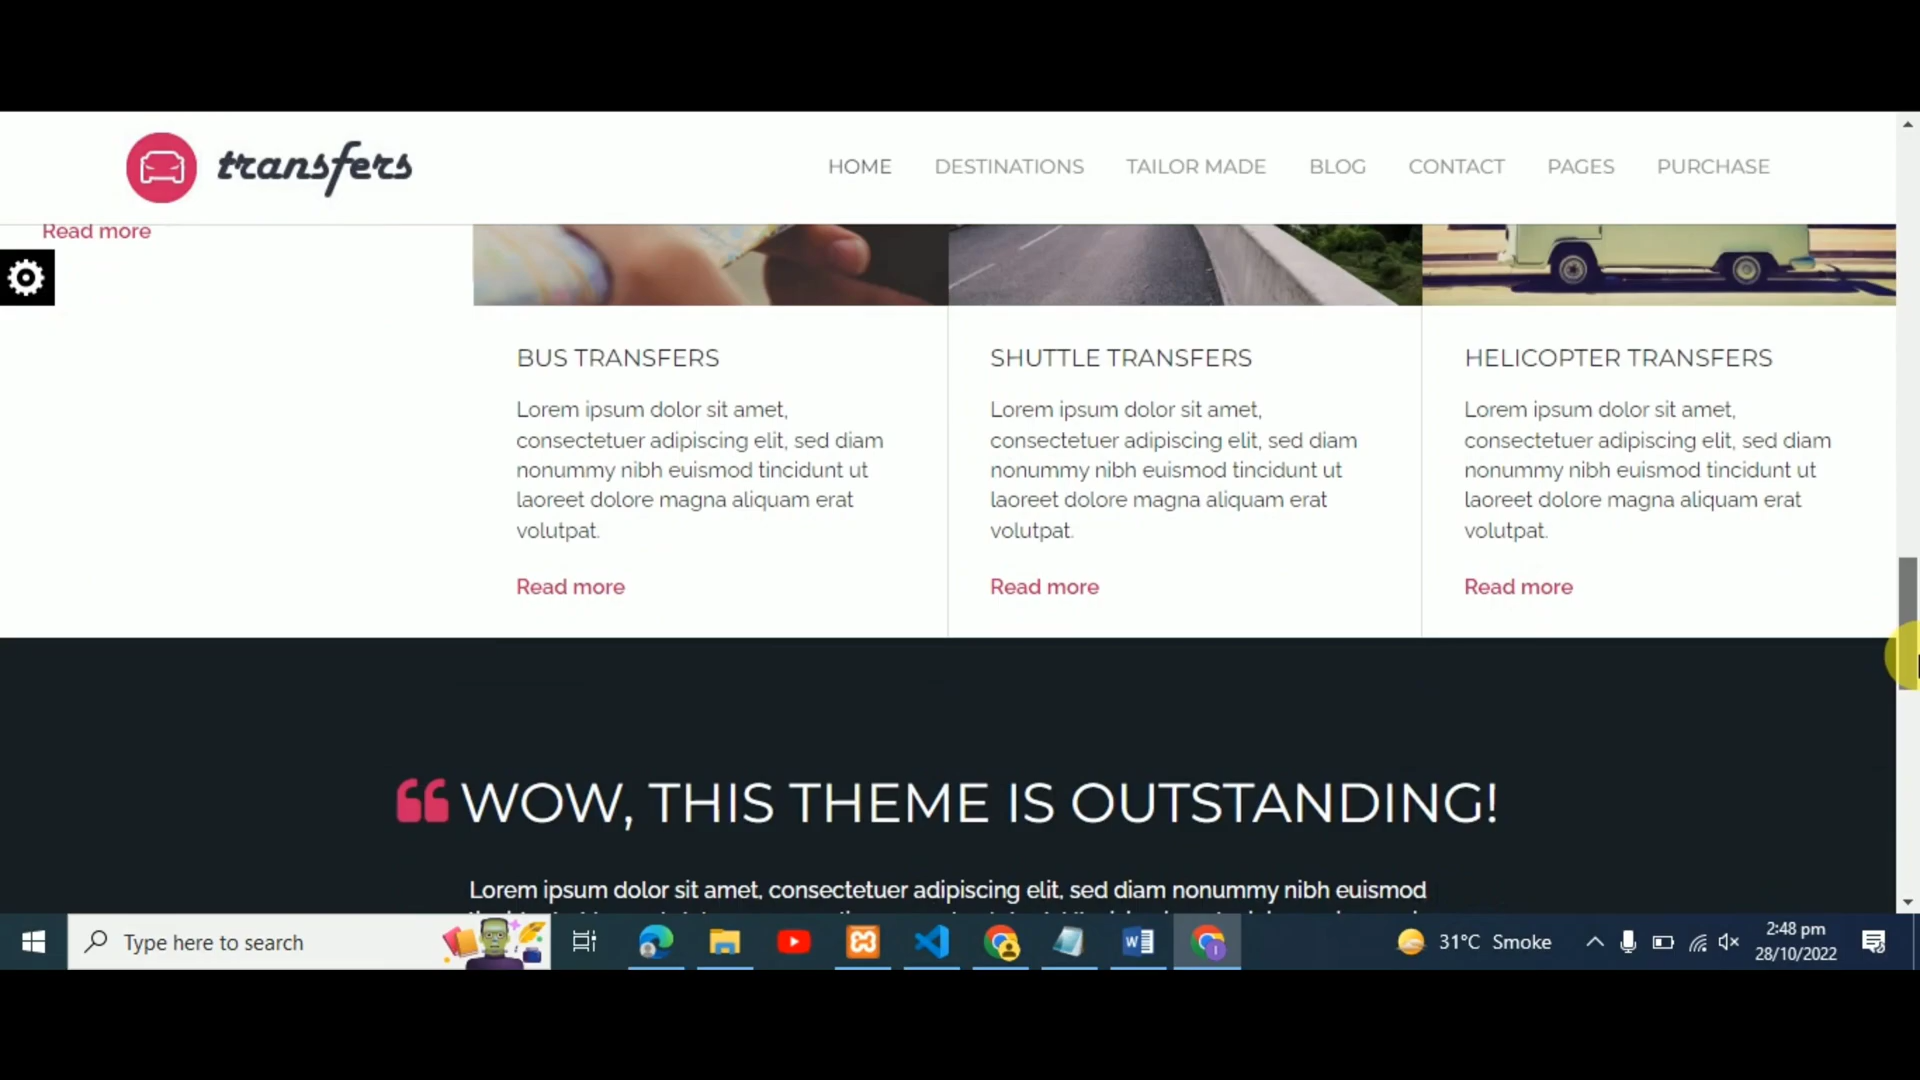 transfers
HOME DESTINATIONS TAILOR MADE BLOG CONTACT PAGES PURCHASE
Read more
BUS TRANSFERS
Lorem ipsum dolor sit amet,
consectetuer adipiscing elit, sed diam
nonummy nibh euismod tincidunt ut
laoreet dolore magna aliquam erat
volutpat.
Read more
SHUTTLE TRANSFERS
Lorem ipsum dolor sit amet,
consectetuer adipiscing elit, sed diam
nonummy nibh euismod tincidunt ut
laoreet dolore magna aliquam erat
volutpat.
Read more
HELICOPTER TRANSFERS
Lorem ipsum dolor sit amet,
consectetuer adipiscing elit, sed diam
nonummy nibh euismod tincidunt ut
laoreet dolore magna aliquam erat
volutpat.
Read more
“ WOW, THIS THEME IS OUTSTANDING!
Lorem ipsum dolor sit amet, consectetuer adipiscing elit, sed diam nonummy nibh euismod
Type here to search
31°C Smoke
2:48 pm
28/10/2022